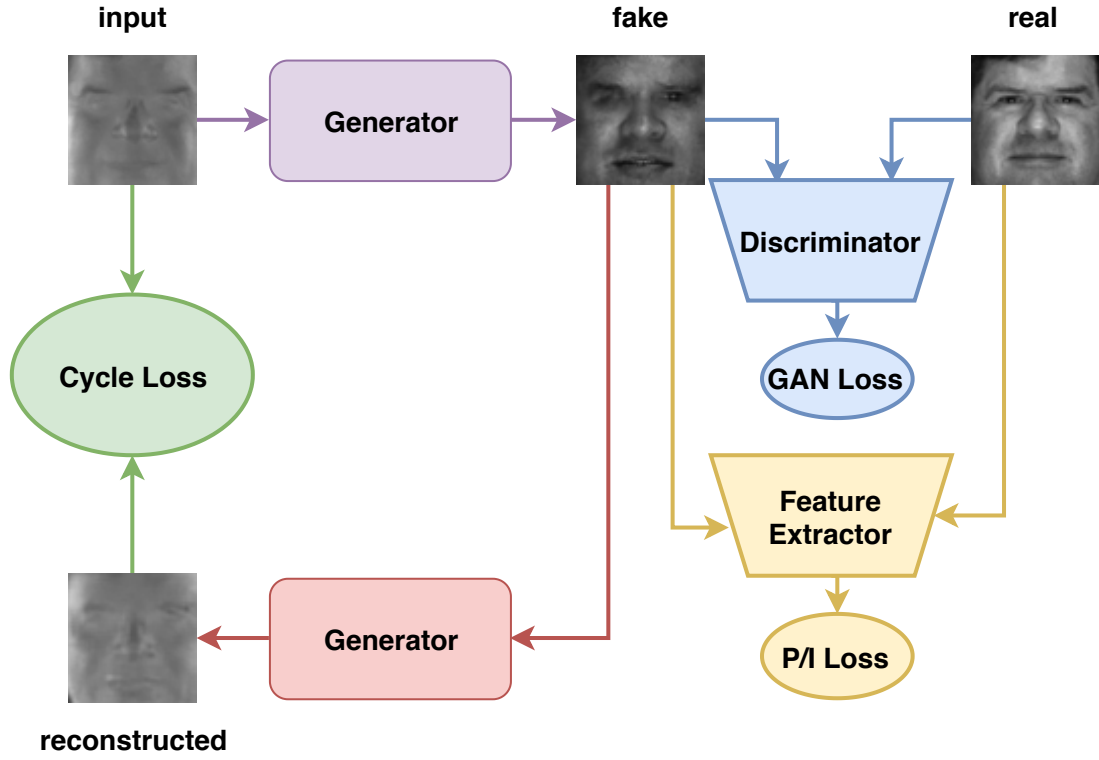 input
fake
real
Generator
Discriminator
Cycle Loss
GAN Loss
Feature
Extractor
Generator
P/I Loss
reconstructed